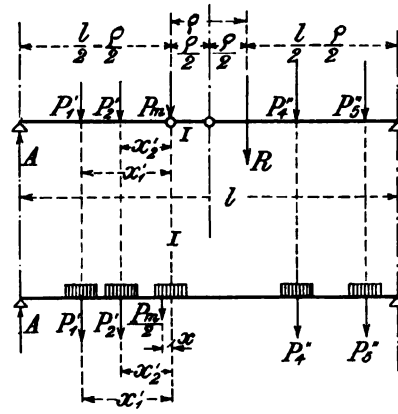 ρ
l/2 - ρ/2 ρ/2 ρ/2 l/2 - ρ/2
P₁' P₂' Pₘ P₄'' P₅''
I
A x₂' R
x₁'
l
I
A P₁' P₂' Pₘ/2 P₄'' P₅''
x
x₂'
x₁'